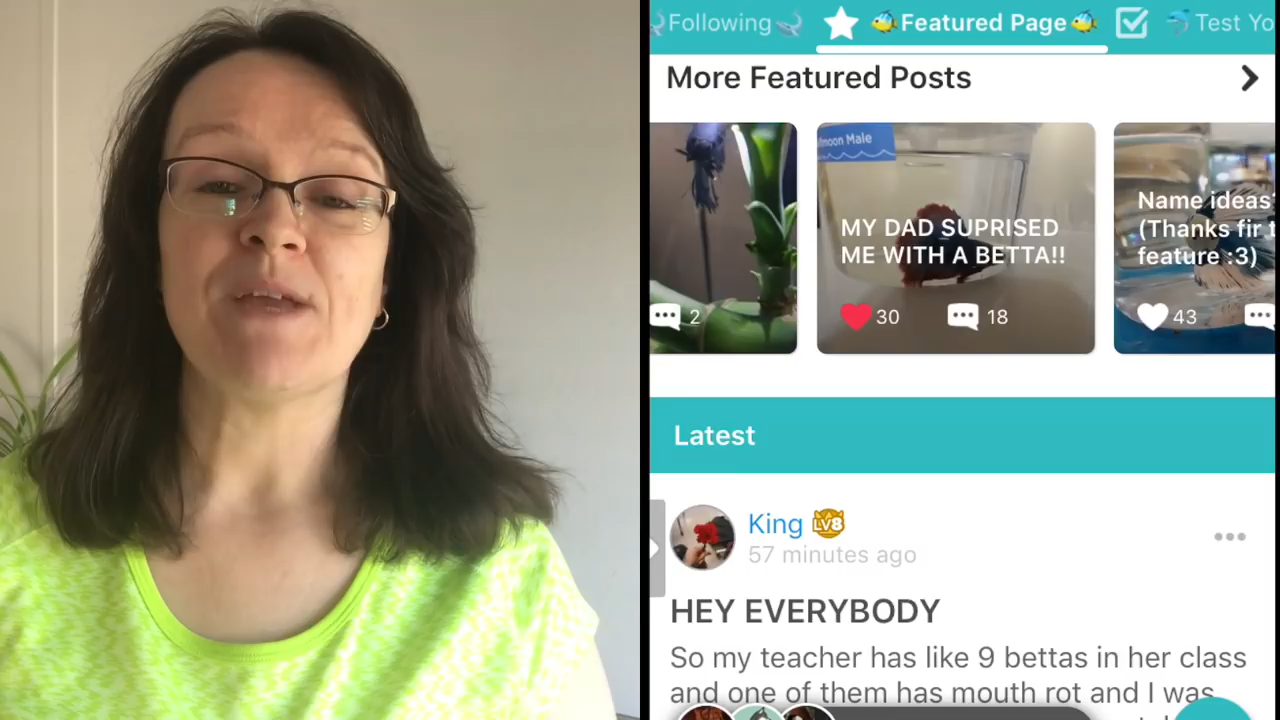 Following
Featured Page
Test Yo
More Featured Posts
moon Male
MY DAD SUPRISED
ME WITH A BETTA!!
Name ideas?
(Thanks fir t
feature :3)
2
30
18
43
Latest
King LV8
57 minutes ago
HEY EVERYBODY
So my teacher has like 9 bettas in her class
and one of them has mouth rot and I was